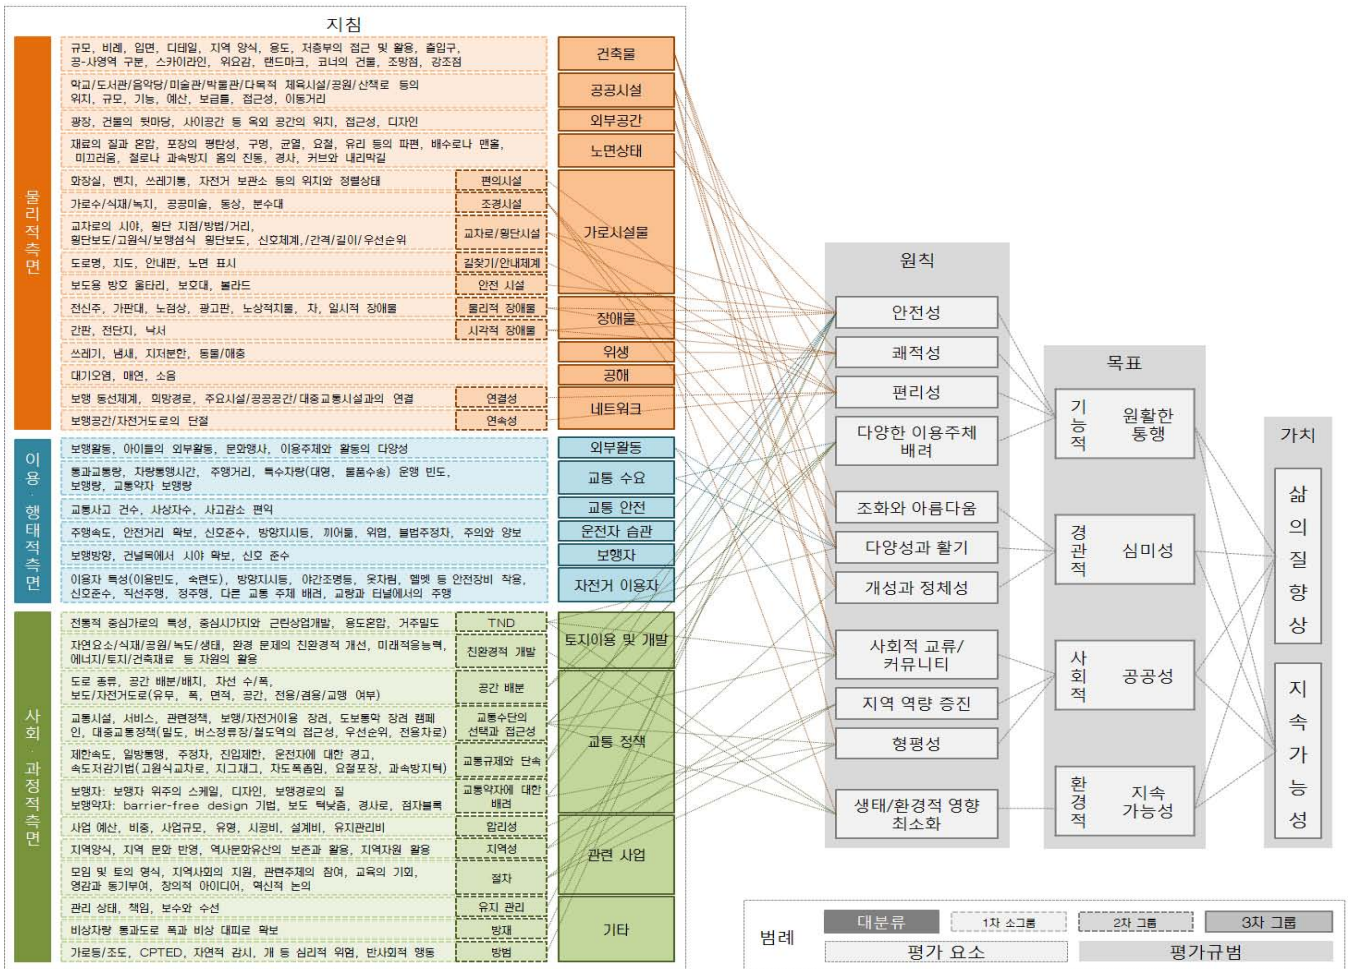 지침
물리적측면
규모, 비례, 입면, 디테일, 지역 양식, 용도, 저층부의 접근 및 활용, 출입구,
공-사영역 구분, 스카이라인, 위요감, 랜드마크, 코너의 건물, 조망점, 강조점
건축물
학교/도서관/음악당/미술관/박물관/다목적 체육시설/공원/산책로 등의
위치, 규모, 기능, 예산, 보급률, 접근성, 이동거리
공공시설
광장, 건물의 뒷마당, 사이공간 등 옥외 공간의 위치, 접근성, 디자인
외부공간
재료의 질과 혼합, 포장의 평탄성, 구멍, 균열, 요철, 유리 등의 파편, 배수로나 맨홀,
미끄러움, 철로나 과속방지 홈의 진동, 경사, 커브와 내리막길
노면상태
화장실, 벤치, 쓰레기통, 자전거 보관소 등의 위치와 정렬상태
편의시설
가로수/식재/녹지, 공공미술, 동상, 분수대
조경시설
교차로의 시야, 횡단 지점/방법/거리,
횡단보도/고원식/보행섬식 횡단보도, 신호체계,/간격/길이/우선순위
교차로/횡단시설
가로시설물
도로명, 지도, 안내판, 노면 표시
길찾기/안내체계
보도용 방호 울타리, 보호대, 볼라드
안전 시설
전신주, 가판대, 노점상, 광고판, 노상적치물, 차, 일시적 장애물
물리적 장애물
장애물
간판, 전단지, 낙서
시각적 장애물
쓰레기, 냄새, 지저분함, 동물/해충
위생
대기오염, 매연, 소음
공해
보행 동선체계, 희망경로, 주요시설/공공공간/대중교통시설과의 연결
연결성
네트워크
보행공간/자전거도로의 단절
연속성
이용·행태적측면
보행활동, 아이들의 외부활동, 문화행사, 이용주체와 활동의 다양성
외부활동
통과교통량, 차량통행시간, 주행거리, 특수차량(대형, 물품수송) 운행 빈도,
보행량, 교통약자 보행량
교통 수요
교통사고 건수, 사상자수, 사고감소 편익
교통 안전
주행속도, 안전거리 확보, 신호준수, 방향지시등, 끼어듦, 위협, 불법주정차, 주의와 양보
운전자 습관
보행방향, 건널목에서 시야 확보, 신호 준수
보행자
이용자 특성(이용빈도, 숙련도), 방향지시등, 야간조명등, 옷차림, 헬멧 등 안전장비 착용,
신호준수, 직선주행, 정주행, 다른 교통 주체 배려, 교량과 터널에서의 주행
자전거 이용자
사회·과정적측면
전통적 중심가로의 특성, 중심시가지와 근린상업개발, 용도혼합, 거주밀도
TND
토지이용 및 개발
자연요소/식재/공원/녹도/생태, 환경 문제의 친환경적 개선, 미래적응능력,
에너지/토지/건축재료 등 자원의 활용
친환경적 개발
도로 종류, 공간 배분/배치, 차선 수/폭,
보도/자전거도로(유무, 폭, 면적, 공간, 전용/겸용/교행 여부)
공간 배분
교통시설, 서비스, 관련정책, 보행/자전거이용 장려, 도보통학 장려 캠페
인, 대중교통정책(밀도, 버스정류장/철도역의 접근성, 우선순위, 전용차로)
교통수단의
선택과 접근성
교통 정책
제한속도, 일방통행, 주정차, 진입제한, 운전자에 대한 경고,
속도저감기법(고원식교차로, 지그재그, 차도폭좁힘, 요철포장, 과속방지턱)
교통규제와 단속
보행자: 보행자 위주의 스케일, 디자인, 보행경로의 질
보행약자: barrier-free design 기법, 보도 턱낮춤, 경사로, 점자블록
교통약자에 대한
배려
사업 예산, 비중, 사업규모, 유형, 시공비, 설계비, 유지관리비
합리성
지역양식, 지역 문화 반영, 역사문화유산의 보존과 활용, 지역자원 활용
지역성
관련 사업
모임 및 토의 형식, 지역사회의 지원, 관련주체의 참여, 교육의 기회,
영감과 동기부여, 창의적 아이디어, 혁신적 논의
절차
관리 상태, 책임, 보수와 수선
유지 관리
비상차량 통과도로 폭과 비상 대피로 확보
방재
기타
가로등/조도, CPTED, 자연적 감시, 개 등 심리적 위협, 반사회적 행동
방범
원칙
안전성
쾌적성
편리성
다양한 이용주체
배려
조화와 아름다움
다양성과 활기
개성과 정체성
사회적 교류/
커뮤니티
지역 역량 증진
형평성
생태/환경적 영향
최소화
목표
기능적
원활한
통행
경관적
심미성
사회적
공공성
환경적
지속
가능성
가치
삶의질향상
지속가능성
범례
대분류
1차 소그룹
2차 그룹
3차 그룹
평가 요소
평가규범